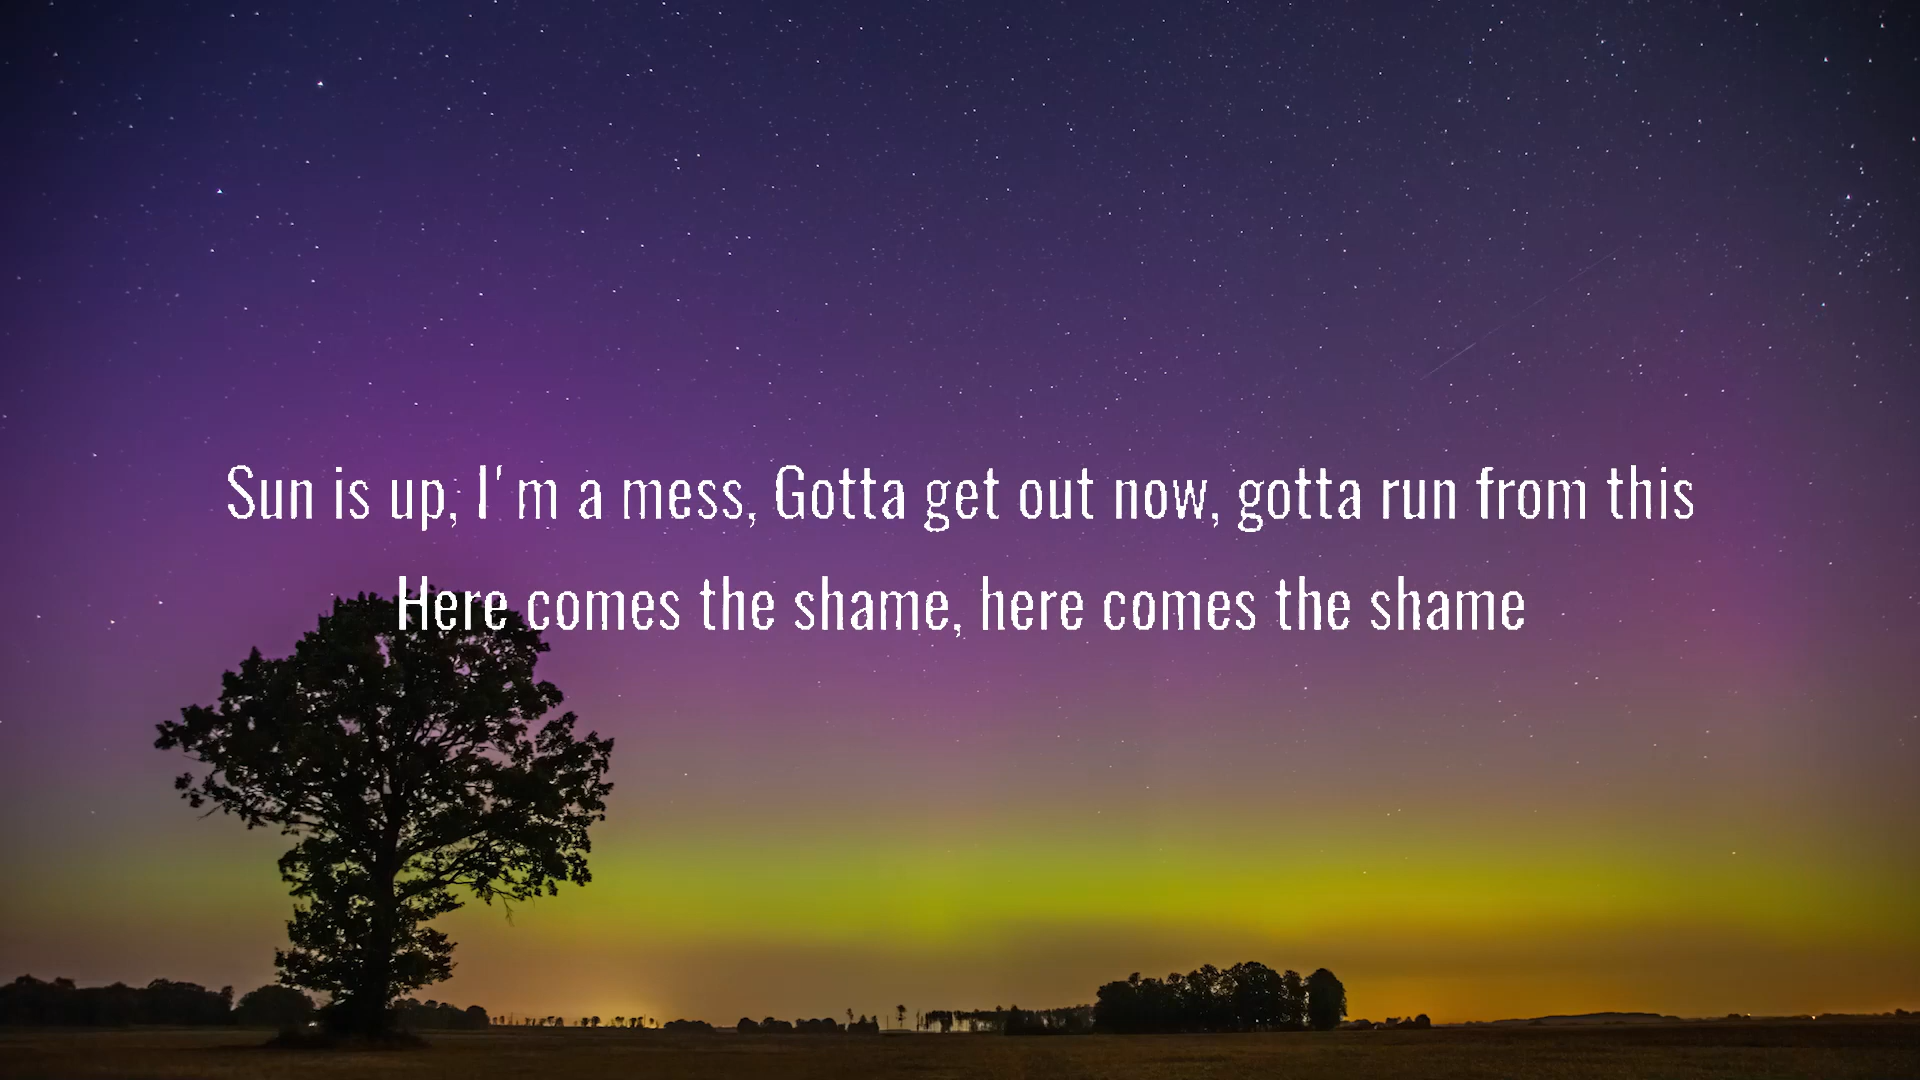 Sun is up, I'm a mess, Gotta get out now, gotta run from this
Here comes the shame, here comes the shame